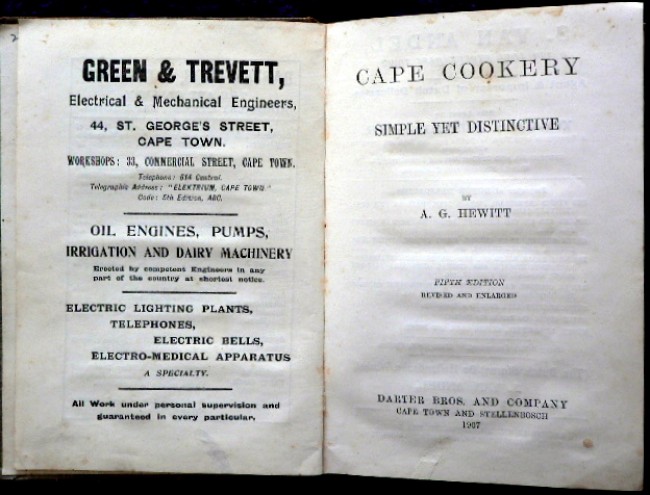 GREEN & TREVETT,
Electrical & Mechanical Engineers,
44, ST. GEORGE'S STREET,
CAPE TOWN.
WORKSHOPS: 33, COMMERCIAL STREET, CAPE TOWN.
Telephone: 614 Central.
Telegraphic Address: "ELEKTRIUM, CAPE TOWN."
Code: 5th Edition, ABC.
OIL ENGINES, PUMPS,
IRRIGATION AND DAIRY MACHINERY
Erected by competent Engineers in any
part of the country at shortest notice.
ELECTRIC LIGHTING PLANTS,
TELEPHONES,
ELECTRIC BELLS,
ELECTRO-MEDICAL APPARATUS
A SPECIALTY.
All Work under personal supervision and
guaranteed in every particular.
CAPE COOKERY
SIMPLE YET DISTINCTIVE
BY
A. G. HEWITT
FIFTH EDITION
REVISED AND ENLARGED
DARTER BROS. AND COMPANY
CAPE TOWN AND STELLENBOSCH
1907